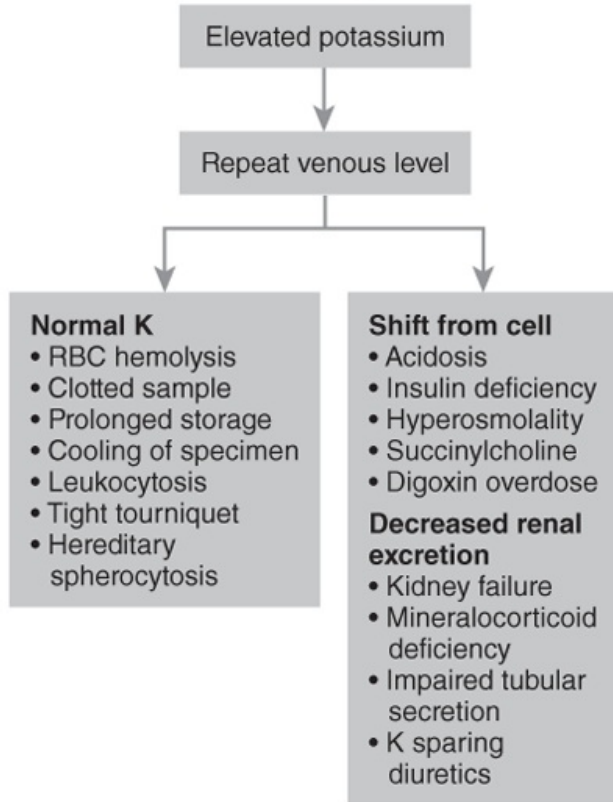 Elevated potassium
Repeat venous level
Normal K
• RBC hemolysis
• Clotted sample
• Prolonged storage
• Cooling of specimen
• Leukocytosis
• Tight tourniquet
• Hereditary
spherocytosis
Shift from cell
• Acidosis
• Insulin deficiency
• Hyperosmolality
• Succinylcholine
• Digoxin overdose
Decreased renal
excretion
• Kidney failure
• Mineralocorticoid
deficiency
• Impaired tubular
secretion
• K sparing
diuretics